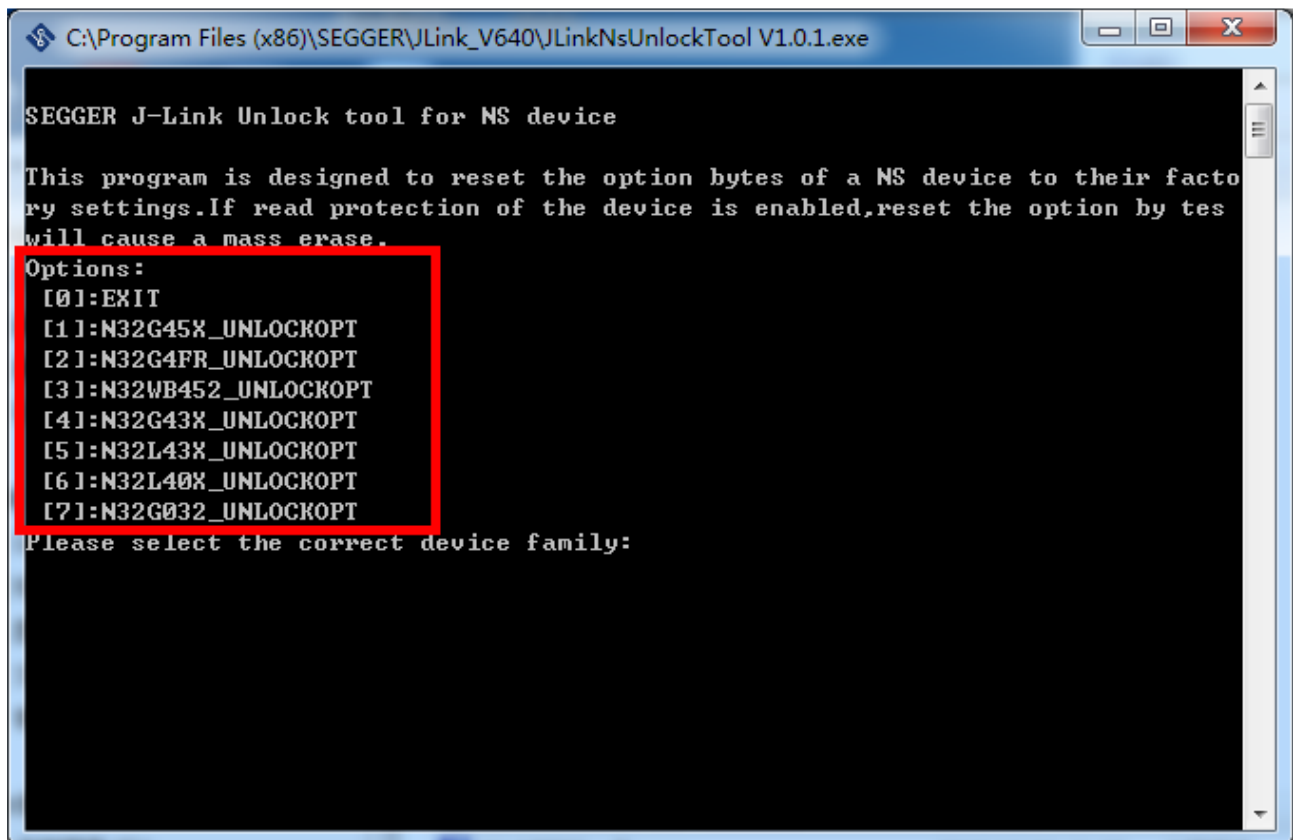 C:\Program Files (x86)\SEGGER\JLink_V640\JLinkNsUnlockTool V1.0.1.exe
SEGGER J-Link Unlock tool for NS device
This program is designed to reset the option bytes of a NS device to their facto
ry settings.If read protection of the device is enabled,reset the option by tes
will cause a mass erase.
Options:
[0]:EXIT
[1]:N32G45X_UNLOCKOPT
[2]:N32G4FR_UNLOCKOPT
[3]:N32WB452_UNLOCKOPT
[4]:N32G43X_UNLOCKOPT
[5]:N32L43X_UNLOCKOPT
[6]:N32L40X_UNLOCKOPT
[7]:N32G032_UNLOCKOPT
Please select the correct device family: